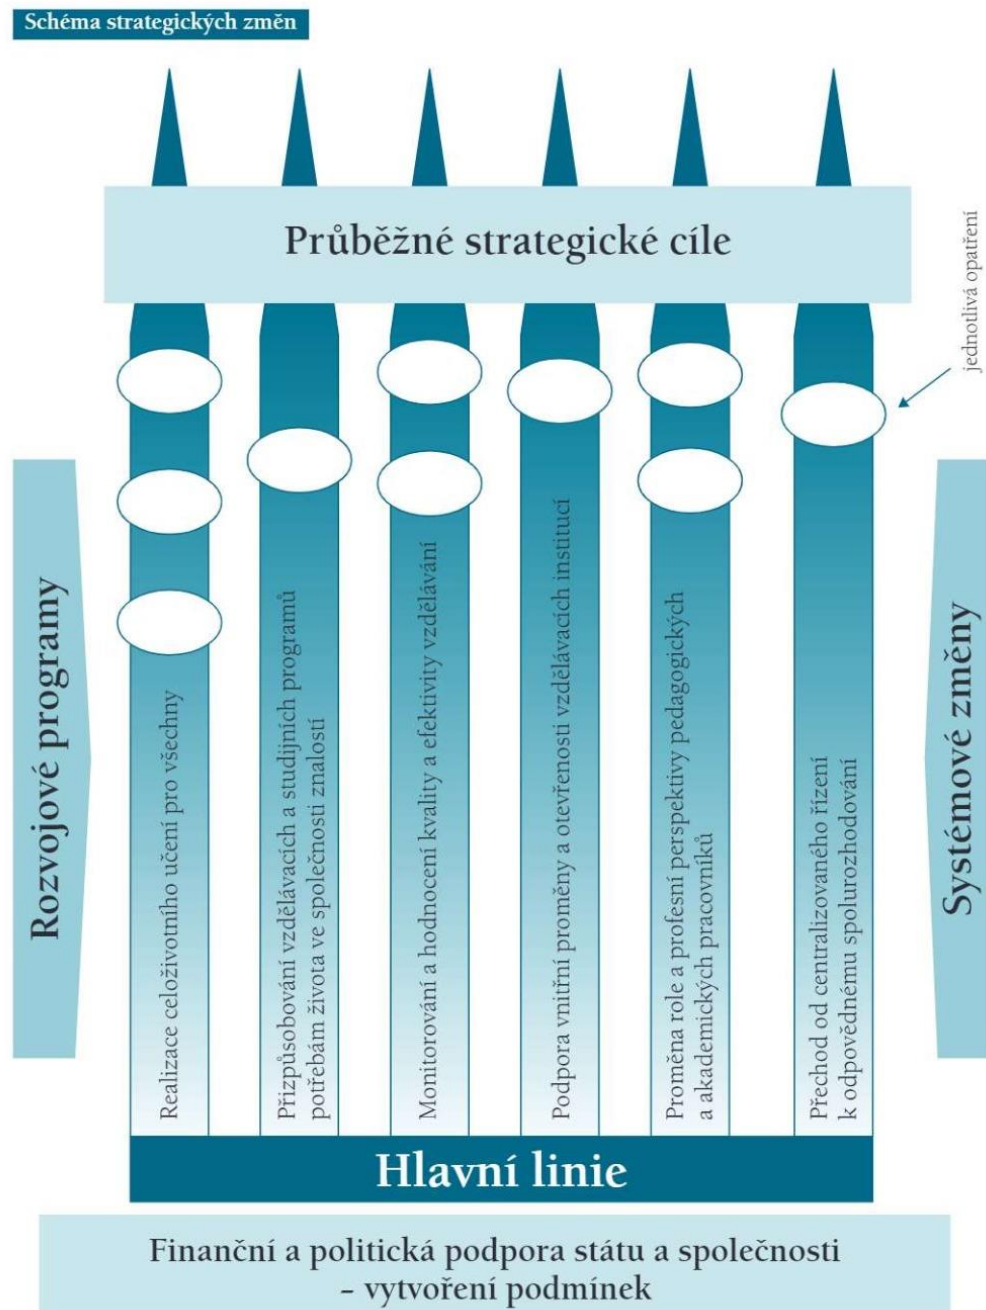 Schéma strategických změn
Průběžné strategické cíle
jednotlivá opatření
Rozvojové programy
Realizace celoživotního učení pro všechny
Přizpůsobování vzdělávacích a studijních programů
potřebám života ve společnosti znalostí
Monitorování a hodnocení kvality a efektivity vzdělávání
Podpora vnitřní proměny a otevřenosti vzdělávacích institucí
Proměna role a profesní perspektivy pedagogických
a akademických pracovníků
Přechod od centralizovaného řízení
k odpovědnému spolurozhodování
Systémové změny
Hlavní linie
Finanční a politická podpora státu a společnosti
– vytvoření podmínek